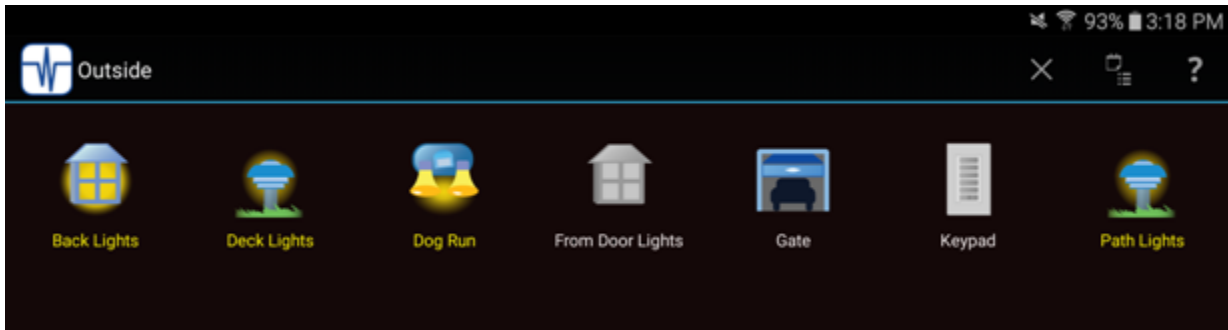 93% 3:18 PM
Outside
?
Back Lights
Deck Lights
Dog Run
From Door Lights
Gate
Keypad
Path Lights